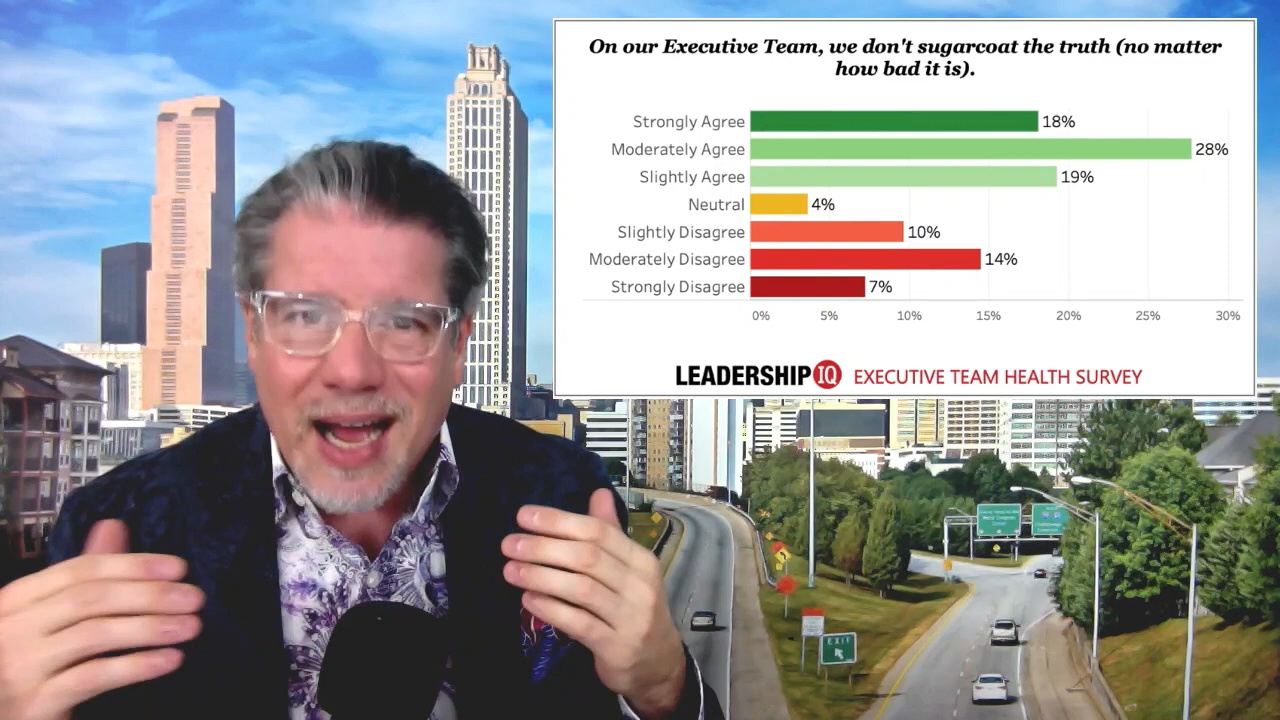 On our Executive Team, we don't sugarcoat the truth (no matter
how bad it is).
Strongly Agree 18%
Moderately Agree 28%
Slightly Agree 19%
Neutral 4%
Slightly Disagree 10%
Moderately Disagree 14%
Strongly Disagree 7%
0% 5% 10% 15% 20% 25% 30%
LEADERSHIP IQ EXECUTIVE TEAM HEALTH SURVEY
EXIT